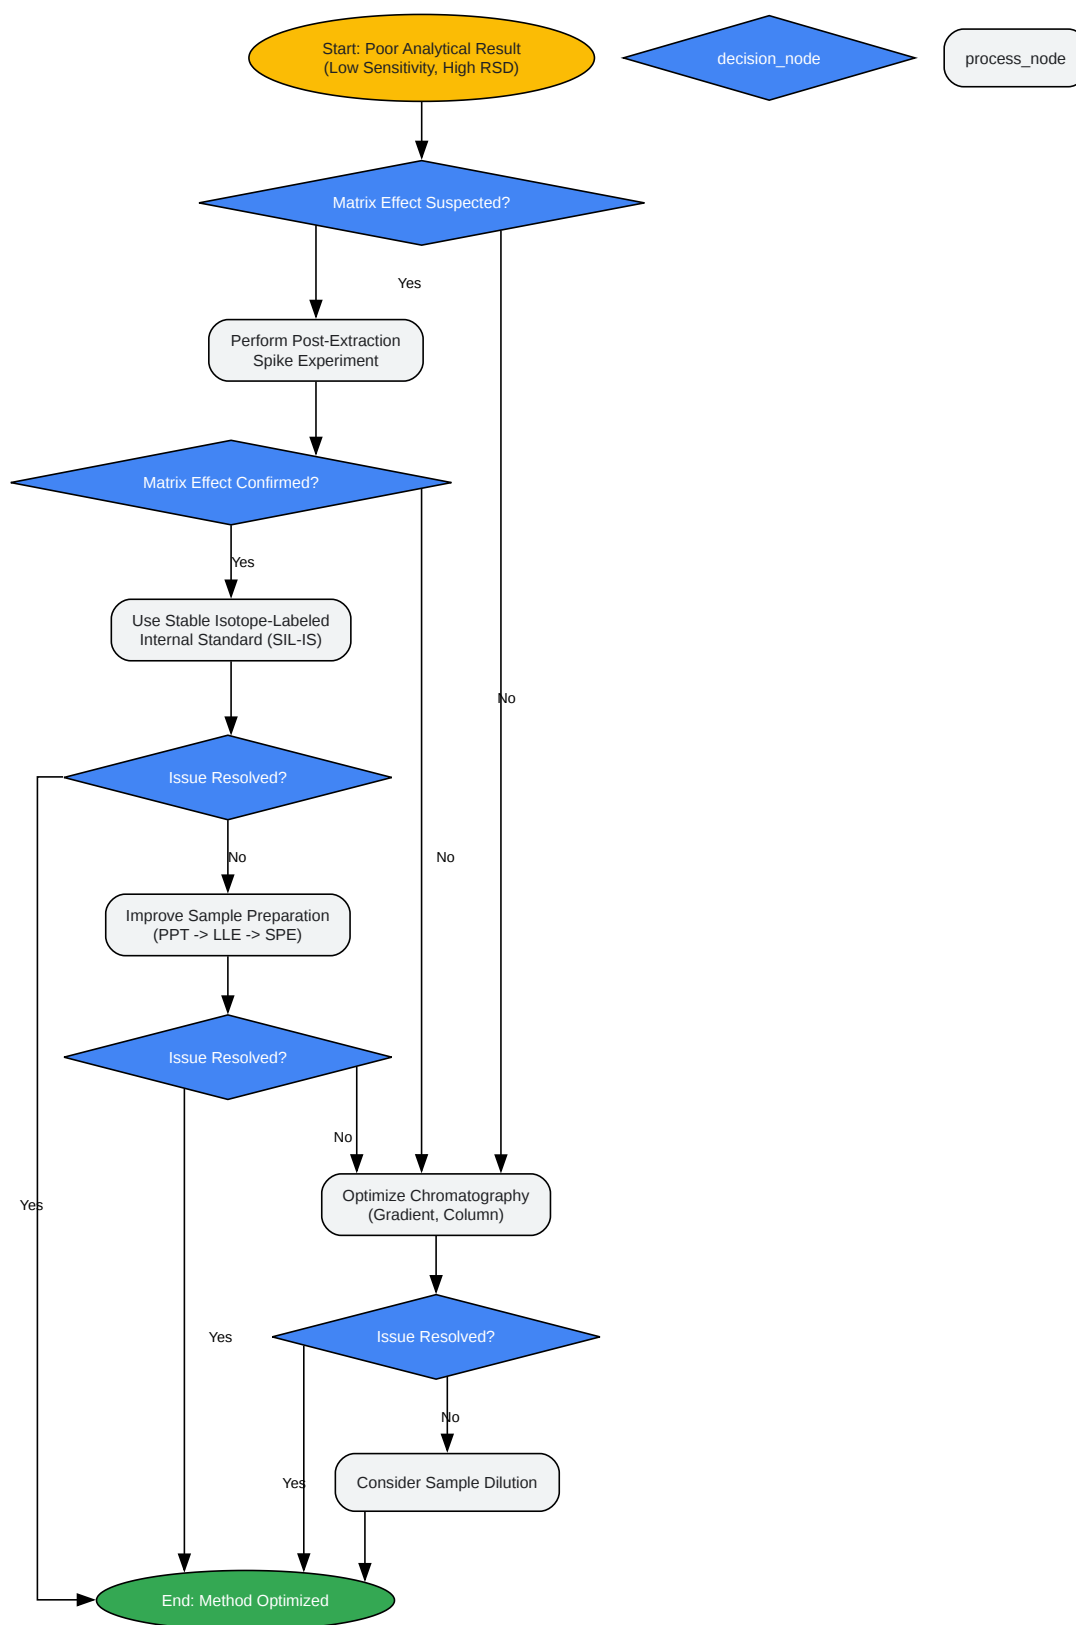 Start: Poor Analytical Result
(Low Sensitivity, High RSD)
decision_node
process_node
Matrix Effect Suspected?
Yes
Perform Post-Extraction
Spike Experiment
Matrix Effect Confirmed?
Yes
Use Stable Isotope-Labeled
Internal Standard (SIL-IS)
No
Issue Resolved?
No
No
Improve Sample Preparation
(PPT -> LLE -> SPE)
Issue Resolved?
No
Optimize Chromatography
(Gradient, Column)
Yes
Issue Resolved?
Yes
No
Yes
Consider Sample Dilution
End: Method Optimized